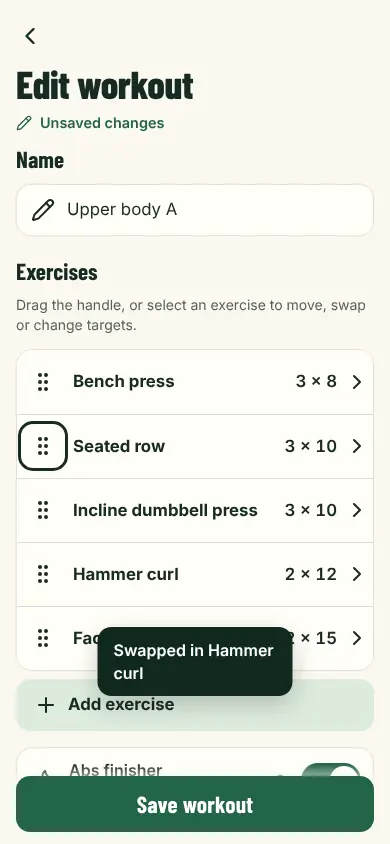 Edit workout
Unsaved changes
Name
Upper body A
Exercises
Drag the handle, or select an exercise to move, swap
or change targets.
Bench press 3 × 8
Seated row 3 × 10
Incline dumbbell press 3 × 10
Hammer curl 2 × 12
× 15
Swapped in Hammer
curl
Add exercise
Abs finisher
Save workout